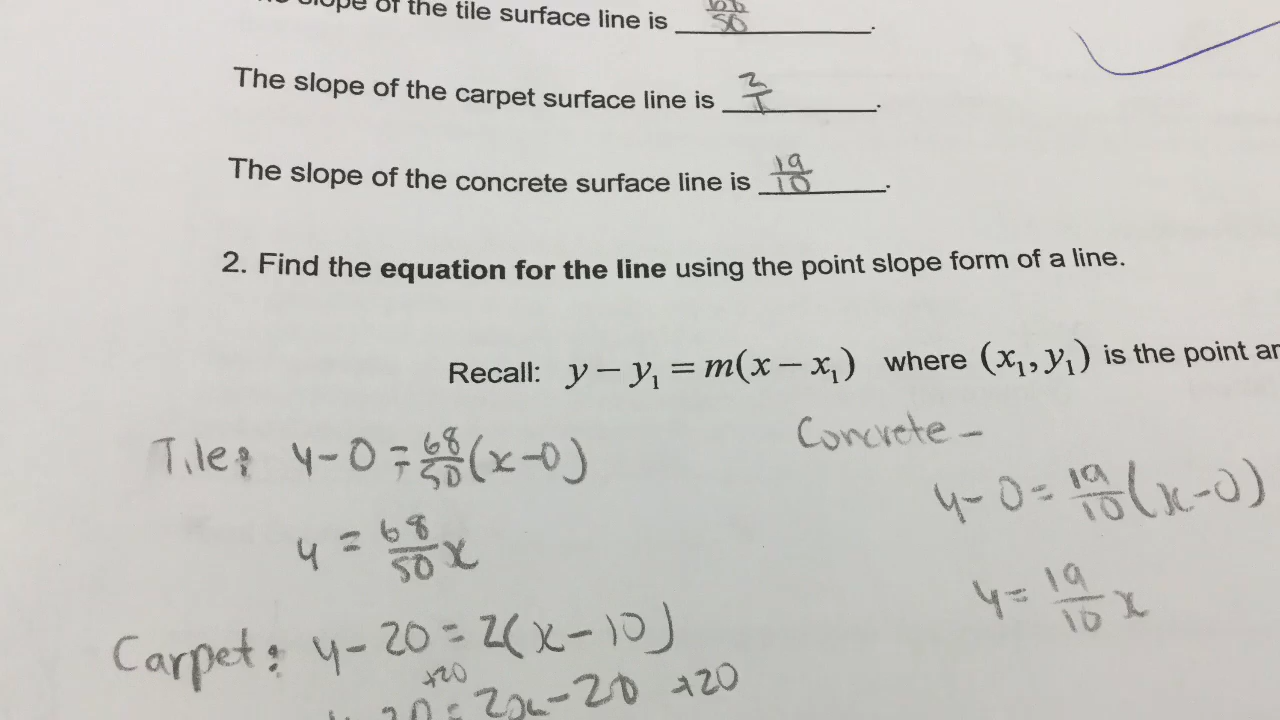 slope of the tile surface line is 68/50.
The slope of the carpet surface line is 2/1.
The slope of the concrete surface line is 19/10.
2. Find the equation for the line using the point slope form of a line.
Recall: y − y₁ = m(x − x₁) where (x₁, y₁) is the point
Tile: y-0 = 68/50 (x-0)
y = 68/50 x
Concrete -
y-0 = 19/10 (x-0)
y = 19/10 x
Carpet: y-20 = 2(x-10)
+20 +20
y-20 = 2x-20